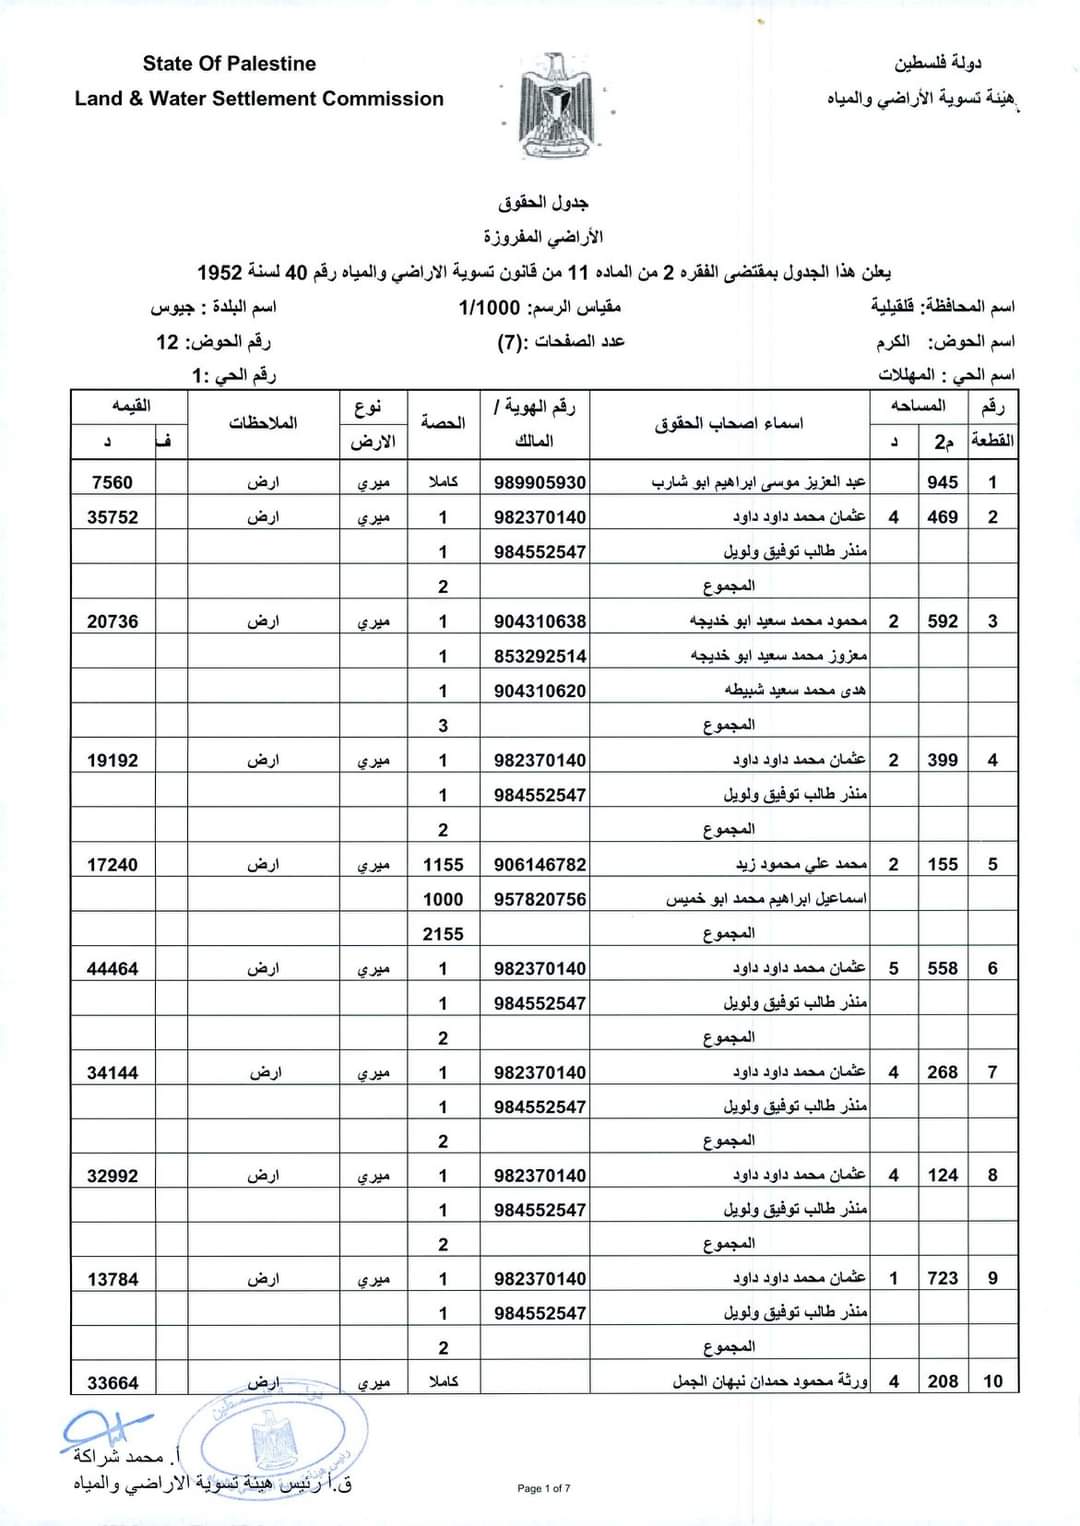 State Of Palestine
دولة فلسطين
Land & Water Settlement Commission
هيئة تسوية الأراضي والمياه
فلسطين
جدول الحقوق
الأراضي المفروزة
يعلن هذا الجدول بمقتضى الفقره 2 من الماده 11 من قانون تسوية الاراضي والمياه رقم 40 لسنة 1952
اسم المحافظة: قلقيلية مقياس الرسم: 1/1000 اسم البلدة : جيوس
اسم الحوض: الكرم عدد الصفحات :(7) رقم الحوض: 12
اسم الحي : المهللات رقم الحي :1
رقم المساحه اسماء اصحاب الحقوق رقم الهوية / الحصة نوع الملاحظات القيمه
القطعة م2 د المالك الارض ف د
1 945 عبد العزيز موسى ابراهيم ابو شارب 989905930 كاملا ميري ارض 7560
2 469 4 عثمان محمد داود داود 982370140 1 ميري ارض 35752
منذر طالب توفيق ولويل 984552547 1
المجموع 2
3 592 2 محمود محمد سعيد ابو خديجه 904310638 1 ميري ارض 20736
معزوز محمد سعيد ابو خديجه 853292514 1
هدى محمد سعيد شبيطه 904310620 1
المجموع 3
4 399 2 عثمان محمد داود داود 982370140 1 ميري ارض 19192
منذر طالب توفيق ولويل 984552547 1
المجموع 2
5 155 2 محمد علي محمود زيد 906146782 1155 ميري ارض 17240
اسماعيل ابراهيم محمد ابو خميس 957820756 1000
المجموع 2155
6 558 5 عثمان محمد داود داود 982370140 1 ميري ارض 44464
منذر طالب توفيق ولويل 984552547 1
المجموع 2
7 268 4 عثمان محمد داود داود 982370140 1 ميري ارض 34144
منذر طالب توفيق ولويل 984552547 1
المجموع 2
8 124 4 عثمان محمد داود داود 982370140 1 ميري ارض 32992
منذر طالب توفيق ولويل 984552547 1
المجموع 2
9 723 1 عثمان محمد داود داود 982370140 1 ميري ارض 13784
منذر طالب توفيق ولويل 984552547 1
المجموع 2
10 208 4 ورثة محمود حمدان نبهان الجمل كاملا ميري ارض 33664
أ. محمد شراكة
ق.أ رئيس هيئة تسوية الاراضي والمياه
Page 1 of 7